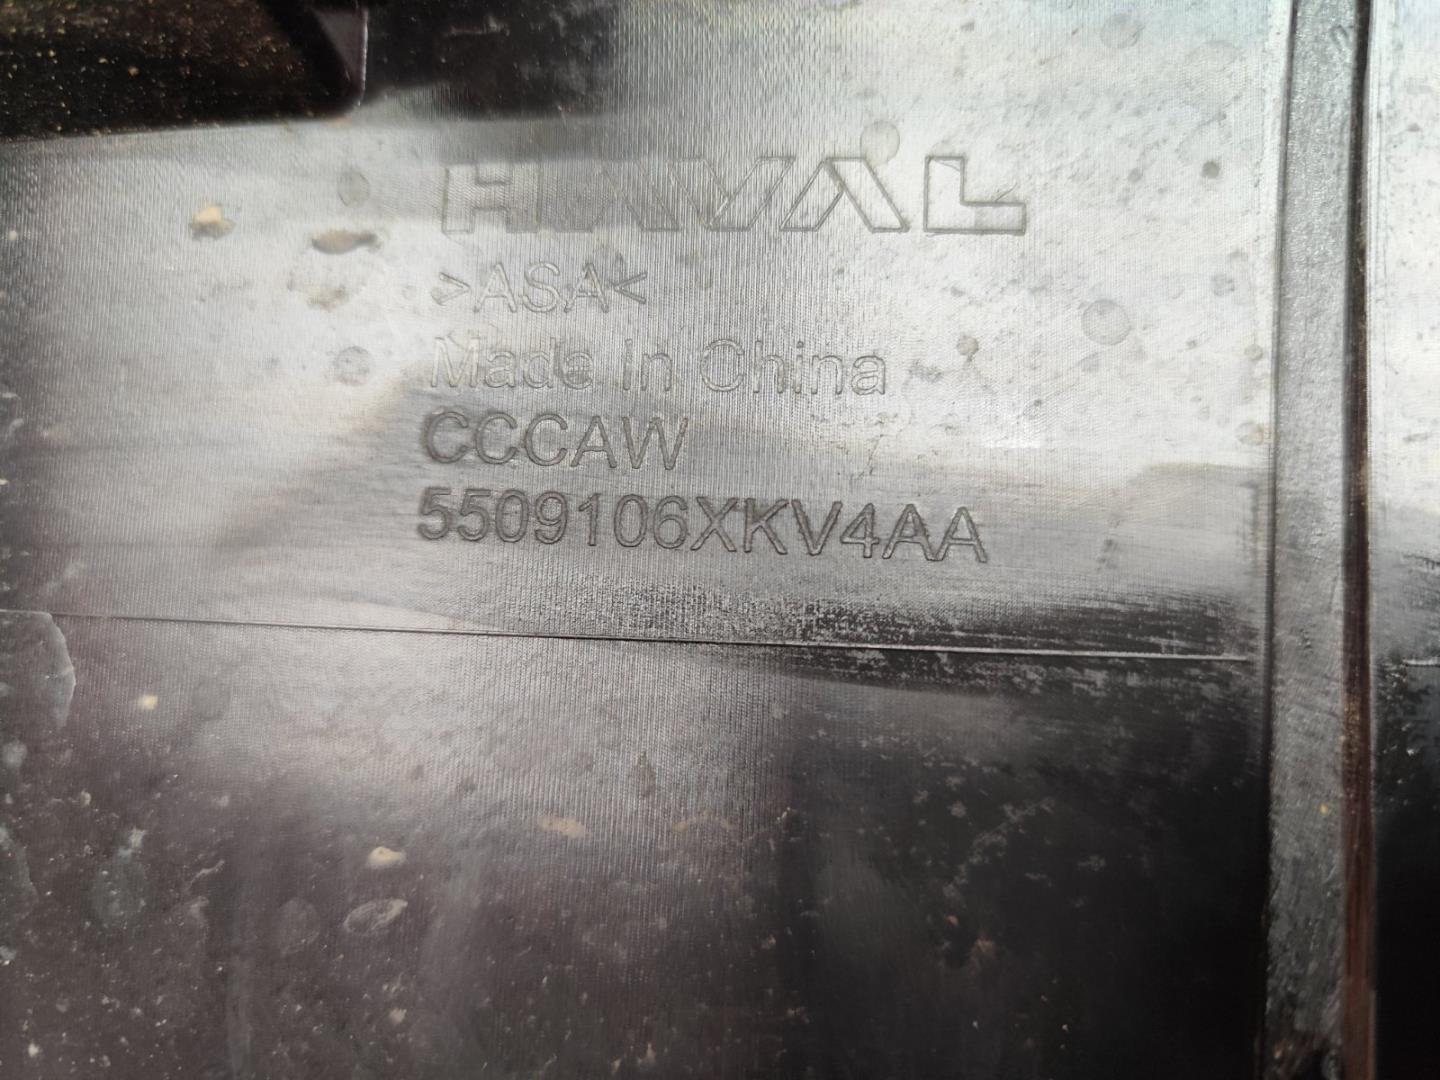 HAVAL
>ASA<
Made In China
CCCAW
5509106XKV4AA